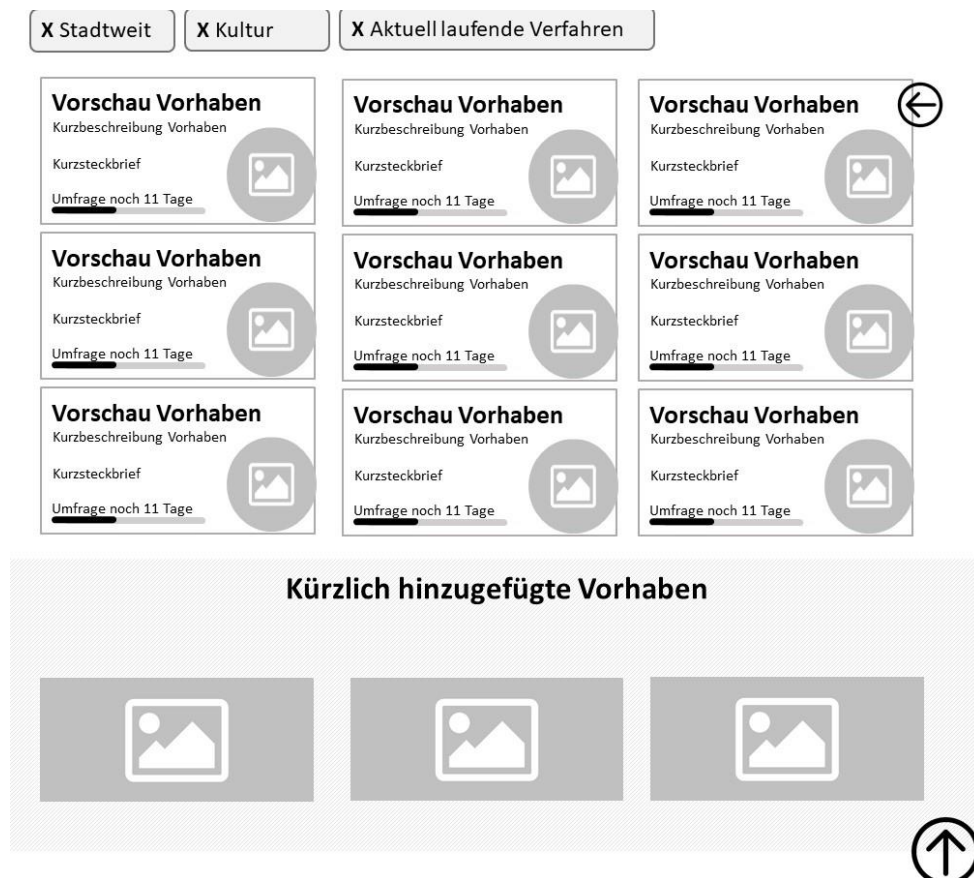 X Stadtweit
X Kultur
X Aktuell laufende Verfahren
Vorschau Vorhaben
Kurzbeschreibung Vorhaben
Kurzsteckbrief
Umfrage noch 11 Tage
Vorschau Vorhaben
Kurzbeschreibung Vorhaben
Kurzsteckbrief
Umfrage noch 11 Tage
Vorschau Vorhaben
Kurzbeschreibung Vorhaben
Kurzsteckbrief
Umfrage noch 11 Tage
Vorschau Vorhaben
Kurzbeschreibung Vorhaben
Kurzsteckbrief
Umfrage noch 11 Tage
Vorschau Vorhaben
Kurzbeschreibung Vorhaben
Kurzsteckbrief
Umfrage noch 11 Tage
Vorschau Vorhaben
Kurzbeschreibung Vorhaben
Kurzsteckbrief
Umfrage noch 11 Tage
Vorschau Vorhaben
Kurzbeschreibung Vorhaben
Kurzsteckbrief
Umfrage noch 11 Tage
Vorschau Vorhaben
Kurzbeschreibung Vorhaben
Kurzsteckbrief
Umfrage noch 11 Tage
Vorschau Vorhaben
Kurzbeschreibung Vorhaben
Kurzsteckbrief
Umfrage noch 11 Tage
Kürzlich hinzugefügte Vorhaben